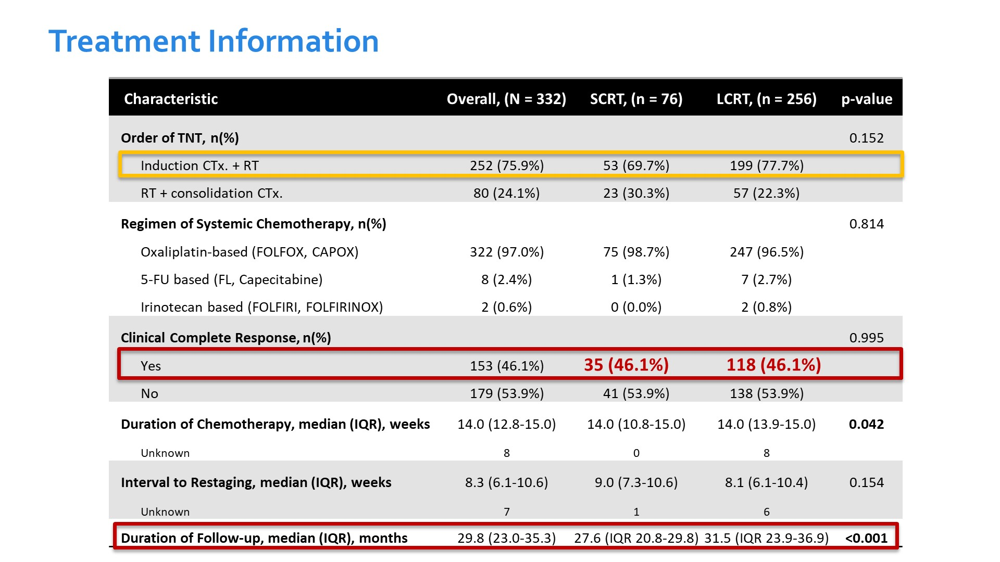 Treatment Information
Characteristic Overall, (N = 332) SCRT, (n = 76) LCRT, (n = 256) p-value
Order of TNT, n(%) 0.152
Induction CTx. + RT 252 (75.9%) 53 (69.7%) 199 (77.7%)
RT + consolidation CTx. 80 (24.1%) 23 (30.3%) 57 (22.3%)
Regimen of Systemic Chemotherapy, n(%) 0.814
Oxaliplatin-based (FOLFOX, CAPOX) 322 (97.0%) 75 (98.7%) 247 (96.5%)
5-FU based (FL, Capecitabine) 8 (2.4%) 1 (1.3%) 7 (2.7%)
Irinotecan based (FOLFIRI, FOLFIRINOX) 2 (0.6%) 0 (0.0%) 2 (0.8%)
Clinical Complete Response, n(%) 0.995
Yes 153 (46.1%) 35 (46.1%) 118 (46.1%)
No 179 (53.9%) 41 (53.9%) 138 (53.9%)
Duration of Chemotherapy, median (IQR), weeks 14.0 (12.8-15.0) 14.0 (10.8-15.0) 14.0 (13.9-15.0) 0.042
Unknown 8 0 8
Interval to Restaging, median (IQR), weeks 8.3 (6.1-10.6) 9.0 (7.3-10.6) 8.1 (6.1-10.4) 0.154
Unknown 7 1 6
Duration of Follow-up, median (IQR), months 29.8 (23.0-35.3) 27.6 (IQR 20.8-29.8) 31.5 (IQR 23.9-36.9) <0.001